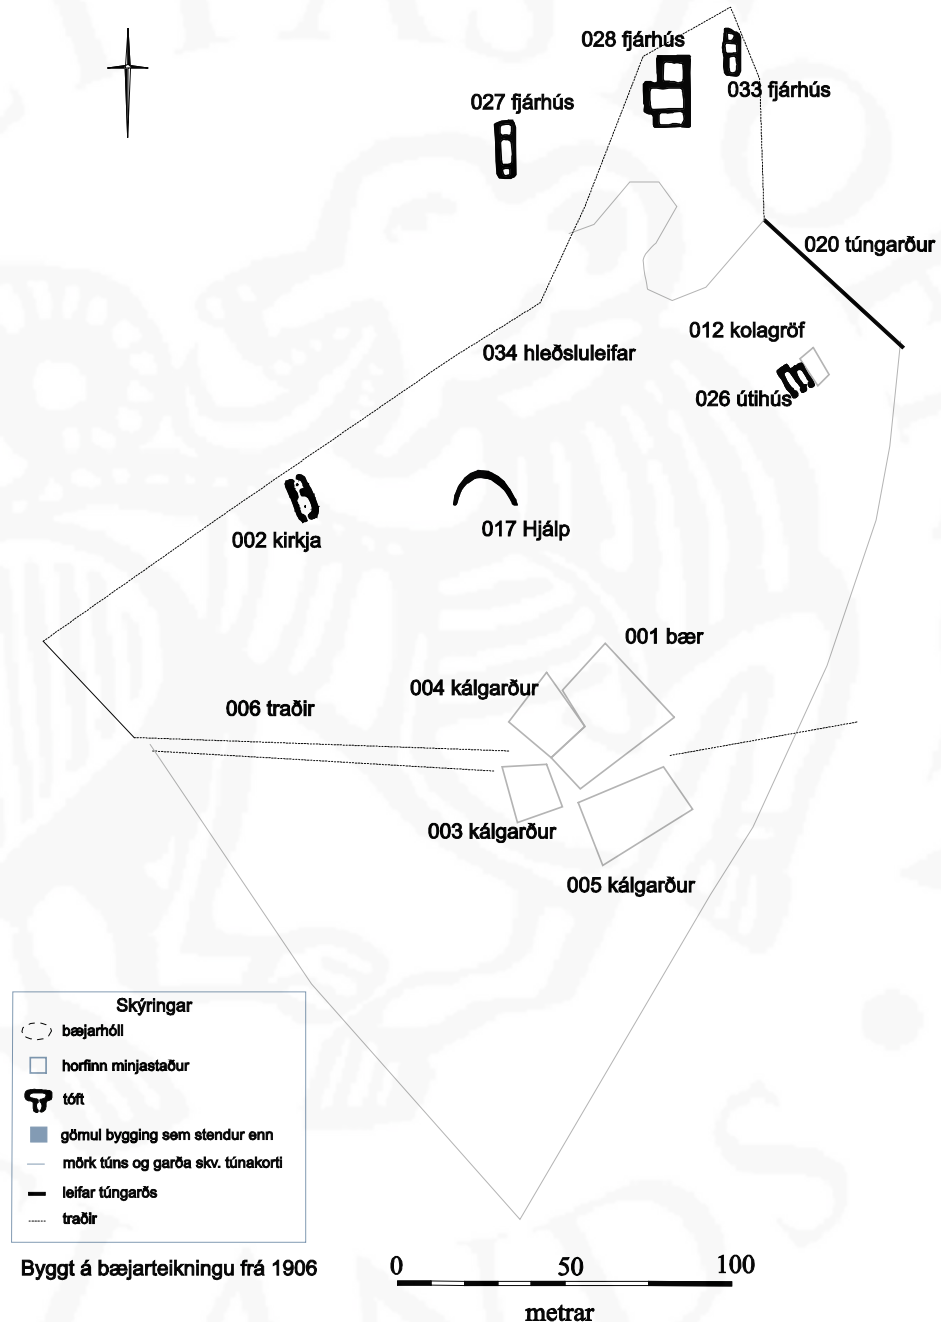 028 fjárhús
033 fjárhús
027 fjárhús
020 túngarður
012 kolagröf
034 hleðsluleifar
026 útihús
017 Hjálp
002 kirkja
001 bær
004 kálgarður
006 traðir
003 kálgarður
005 kálgarður
Skýringar
bæjarhóll
horfinn minjastaður
tóft
gömul bygging sem stendur enn
mörk túns og garða skv. túnakorti
leifar túngarðs
traðir
Byggt á bæjarteikningu frá 1906
0 50 100
metrar